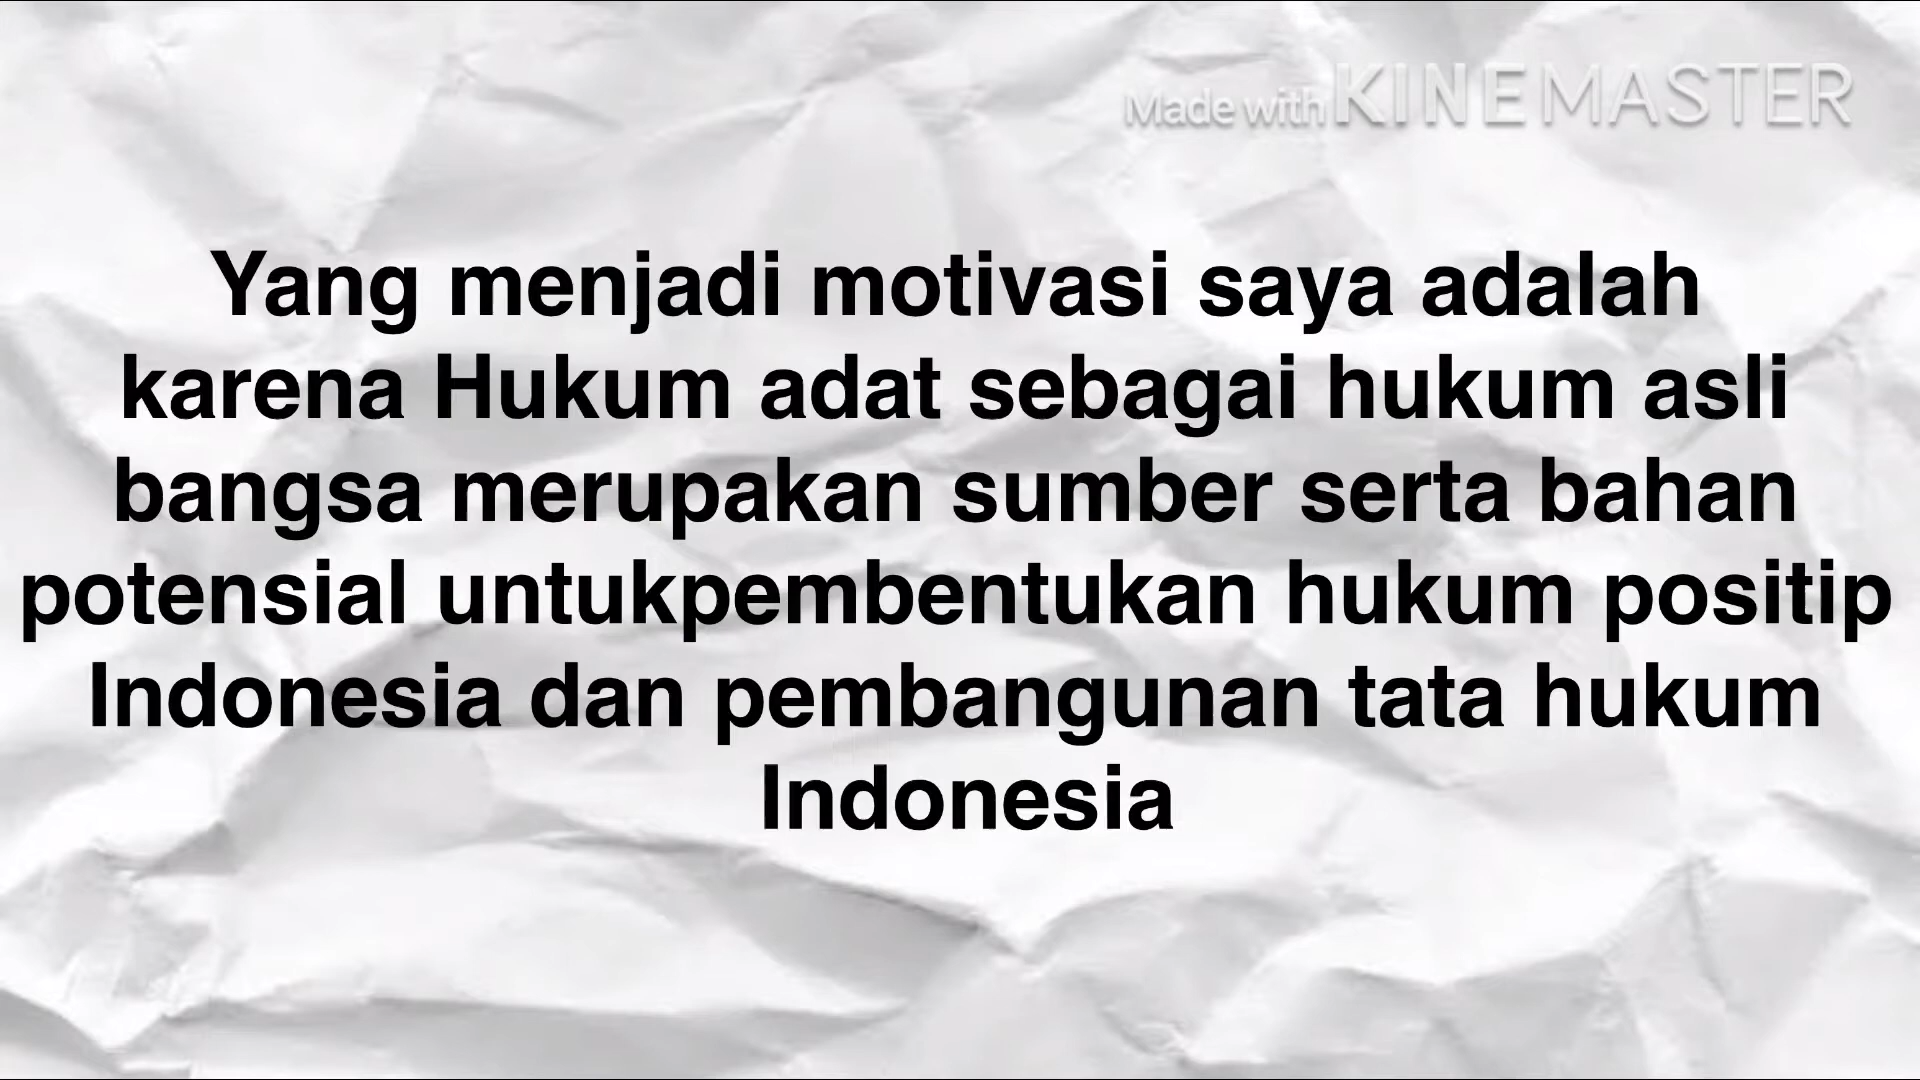 Made with KINEMASTER
Yang menjadi motivasi saya adalah
karena Hukum adat sebagai hukum asli
bangsa merupakan sumber serta bahan
potensial untukpembentukan hukum positip
Indonesia dan pembangunan tata hukum
Indonesia